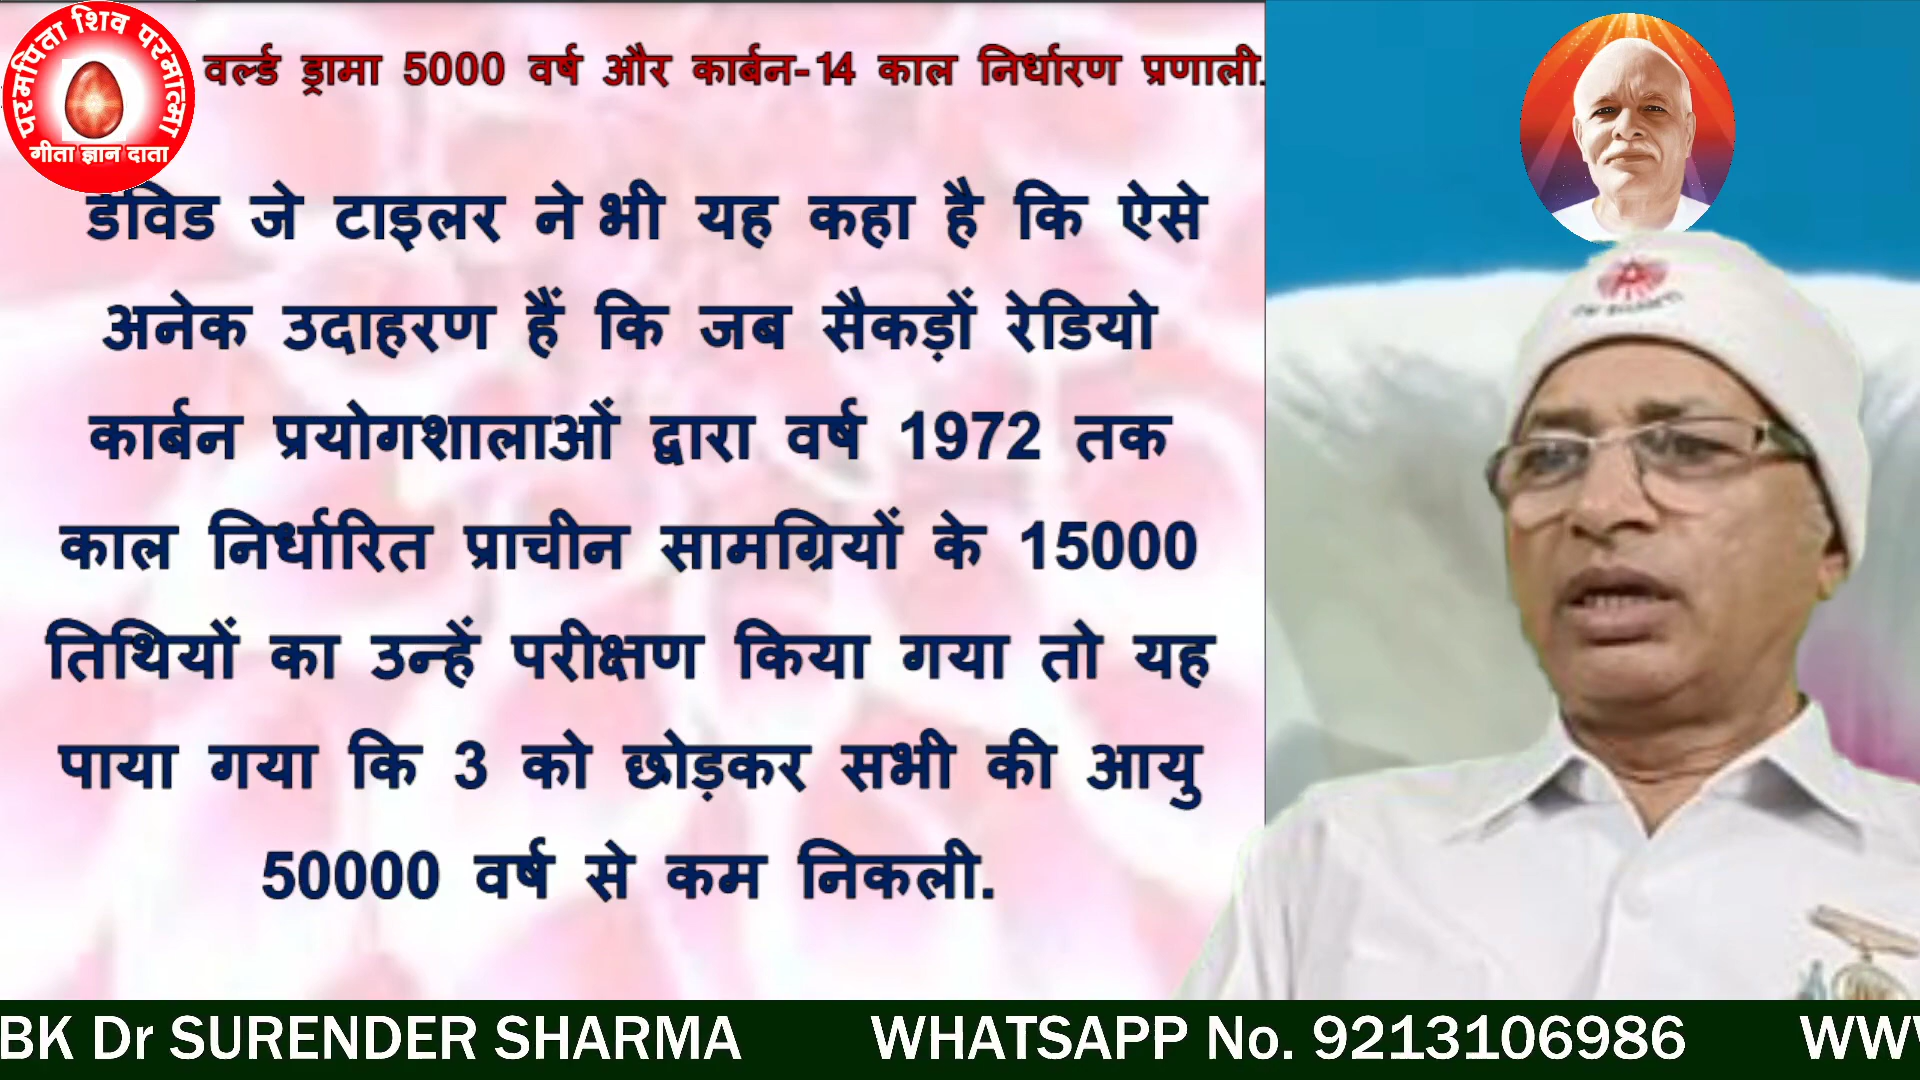 परमपिता शिव परमात्मा
गीता ज्ञान दाता
वर्ल्ड ड्रामा 5000 वर्ष और कार्बन-14 काल निर्धारण प्रणाली.
डेविड जे टाइलर ने भी यह कहा है कि ऐसे
अनेक उदाहरण हैं कि जब सैकड़ों रेडियो
कार्बन प्रयोगशालाओं द्वारा वर्ष 1972 तक
काल निर्धारित प्राचीन सामग्रियों के 15000
तिथियों का उन्हें परीक्षण किया गया तो यह
पाया गया कि 3 को छोड़कर सभी की आयु
50000 वर्ष से कम निकली.
BK Dr SURENDER SHARMA WHATSAPP No. 9213106986